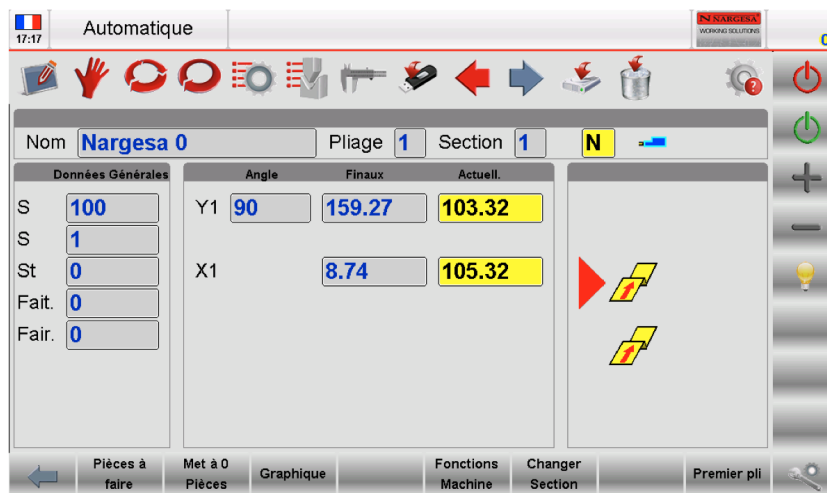 17:17 Automatique N NARGESA WORKING SOLUTIONS
Nom Nargesa 0 Pliage 1 Section 1 N
Données Générales Angle Finaux Actuell.
S 100 Y1 90 159.27 103.32
S 1
St 0 X1 8.74 105.32
Fait. 0
Fair. 0
Pièces à faire Met à 0 Pièces Graphique Fonctions Machine Changer Section Premier pli